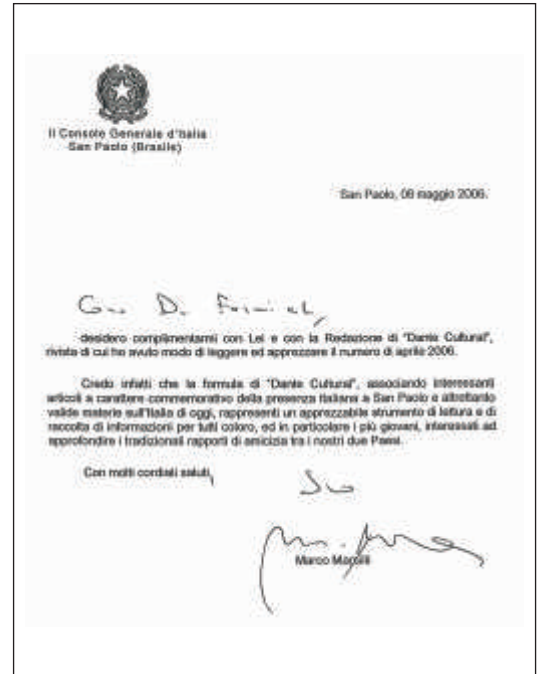 Il Console Generale d'Italia
San Paolo (Brasile)
San Paolo, 08 maggio 2006.
desidero complimentarmi con Lei e con la Redazione di "Dante Cultural",
rivista di cui ho avuto modo di leggere ed apprezzare il numero di aprile 2006.
Credo infatti che la formula di "Dante Cultural", associando interessanti
articoli a carattere commemorativo della presenza italiana a San Paolo e altrettanto
valide materie sull'Italia di oggi, rappresenti un apprezzabile strumento di lettura e di
raccolta di informazioni per tutti coloro, ed in particolare i più giovani, interessati ad
approfondire i tradizionali rapporti di amicizia tra i nostri due Paesi.
Con molti cordiali saluti,
Marco